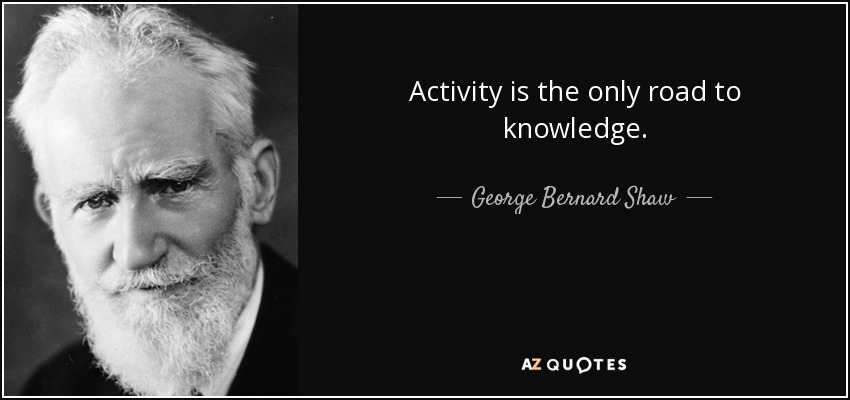 Activity is the only road to
knowledge.
George Bernard Shaw
AZ QUOTES